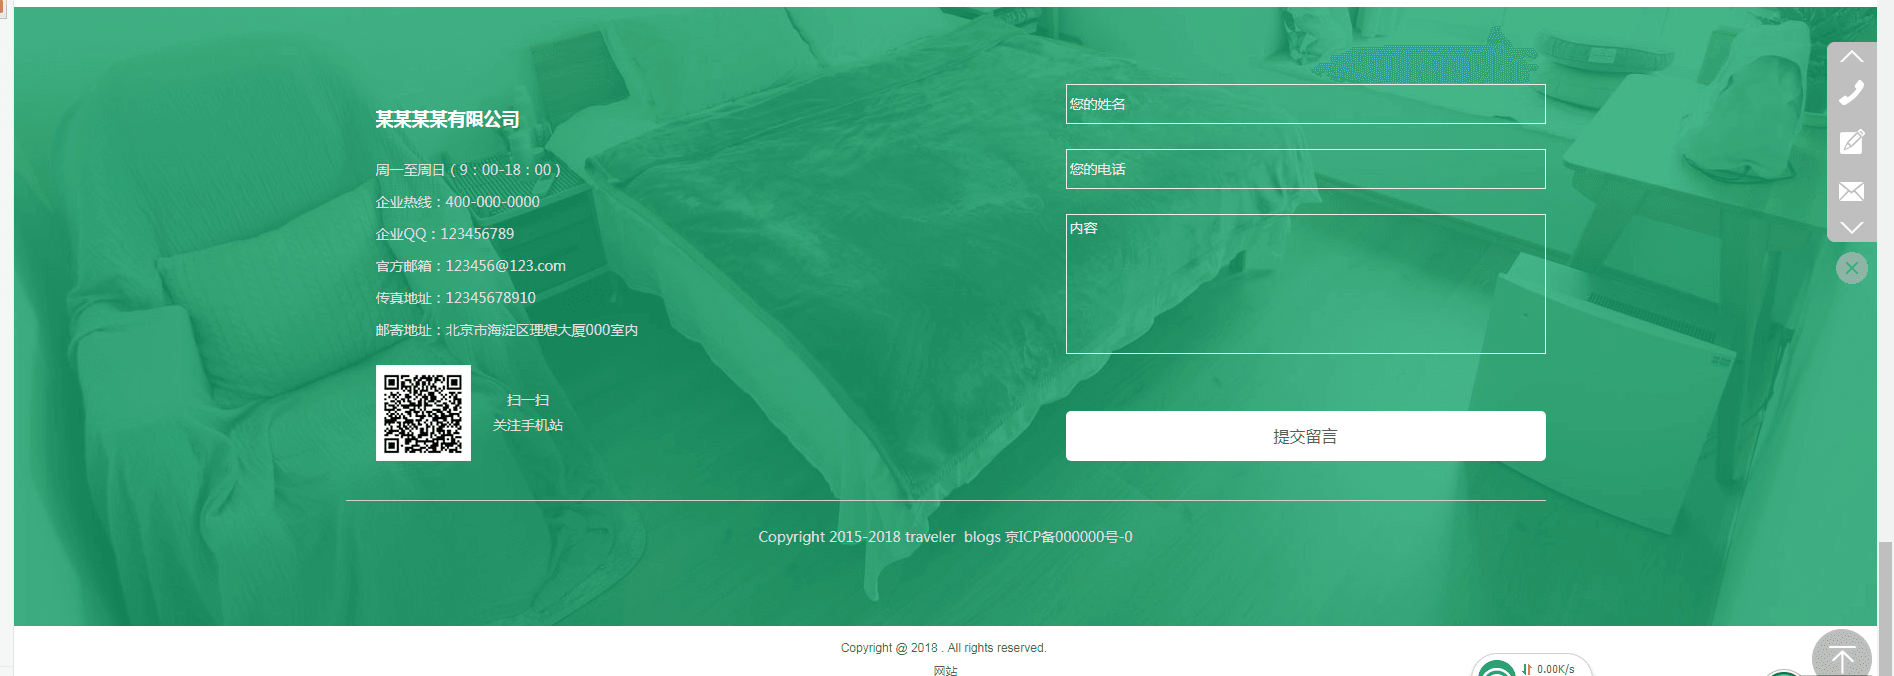 某某某某有限公司
周一至周日（9：00-18：00）
企业热线：400-000-0000
企业QQ：123456789
官方邮箱：123456@123.com
传真地址：12345678910
邮寄地址：北京市海淀区理想大厦000室内
扫一扫
关注手机站
您的姓名
您的电话
内容
提交留言
Copyright 2015-2018 traveler  blogs 京ICP备000000号-0
Copyright @ 2018 . All rights reserved.
网站
0.00K/s